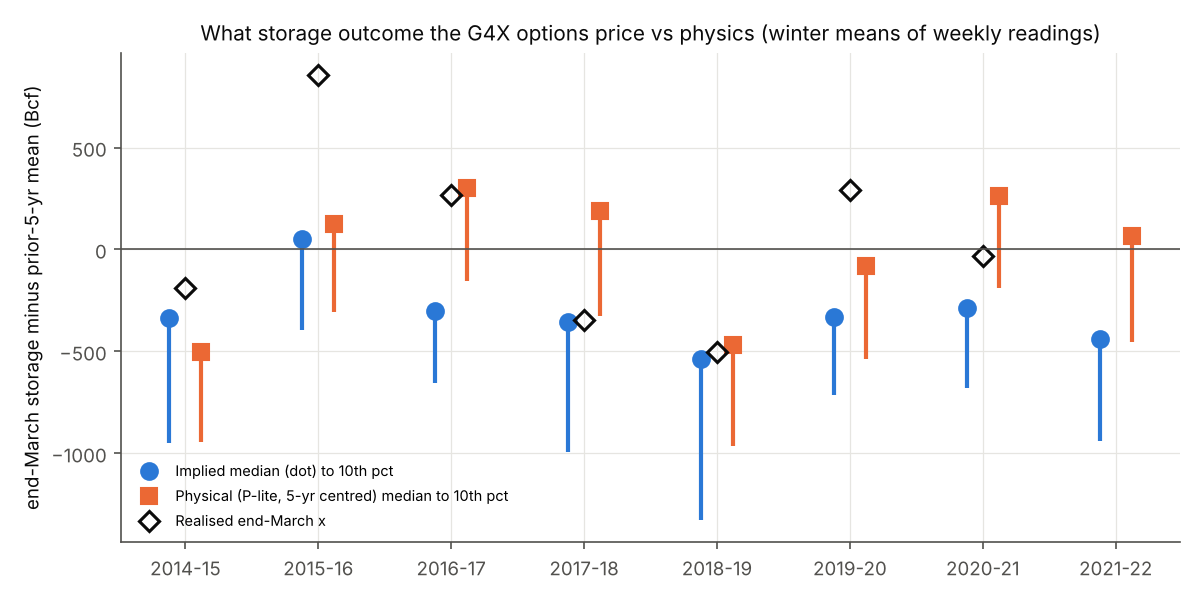 What storage outcome the G4X options price vs physics (winter means of weekly readings)
end-March storage minus prior-5-yr mean (Bcf)
500
0
−500
−1000
Implied median (dot) to 10th pct
Physical (P-lite, 5-yr centred) median to 10th pct
Realised end-March x
2014-15
2015-16
2016-17
2017-18
2018-19
2019-20
2020-21
2021-22